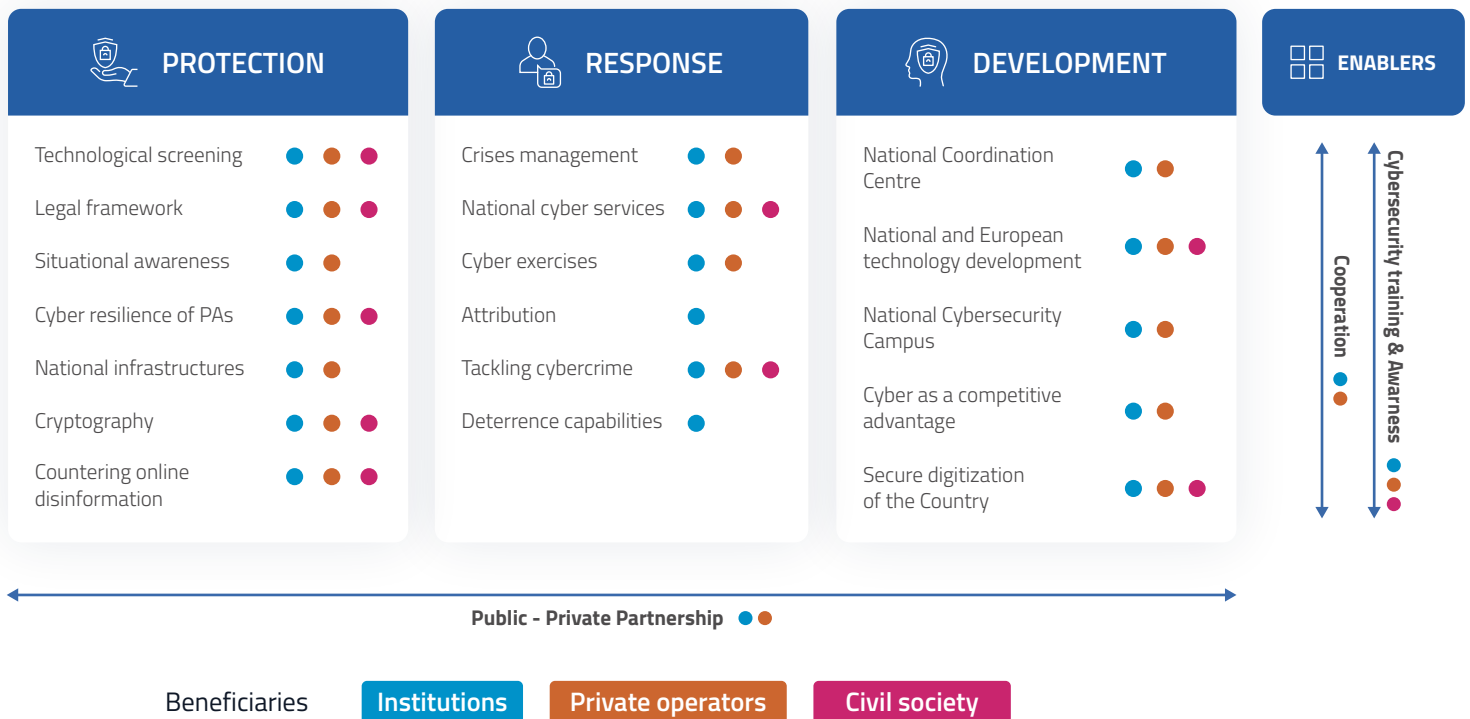 PROTECTION
Technological screening
Legal framework
Situational awareness
Cyber resilience of PAs
National infrastructures
Cryptography
Countering online
disinformation
RESPONSE
Crises management
National cyber services
Cyber exercises
Attribution
Tackling cybercrime
Deterrence capabilities
DEVELOPMENT
National Coordination
Centre
National and European
technology development
National Cybersecurity
Campus
Cyber as a competitive
advantage
Secure digitization
of the Country
ENABLERS
Cooperation
Cybersecurity training & Awarness
Public - Private Partnership
Beneficiaries
Institutions
Private operators
Civil society